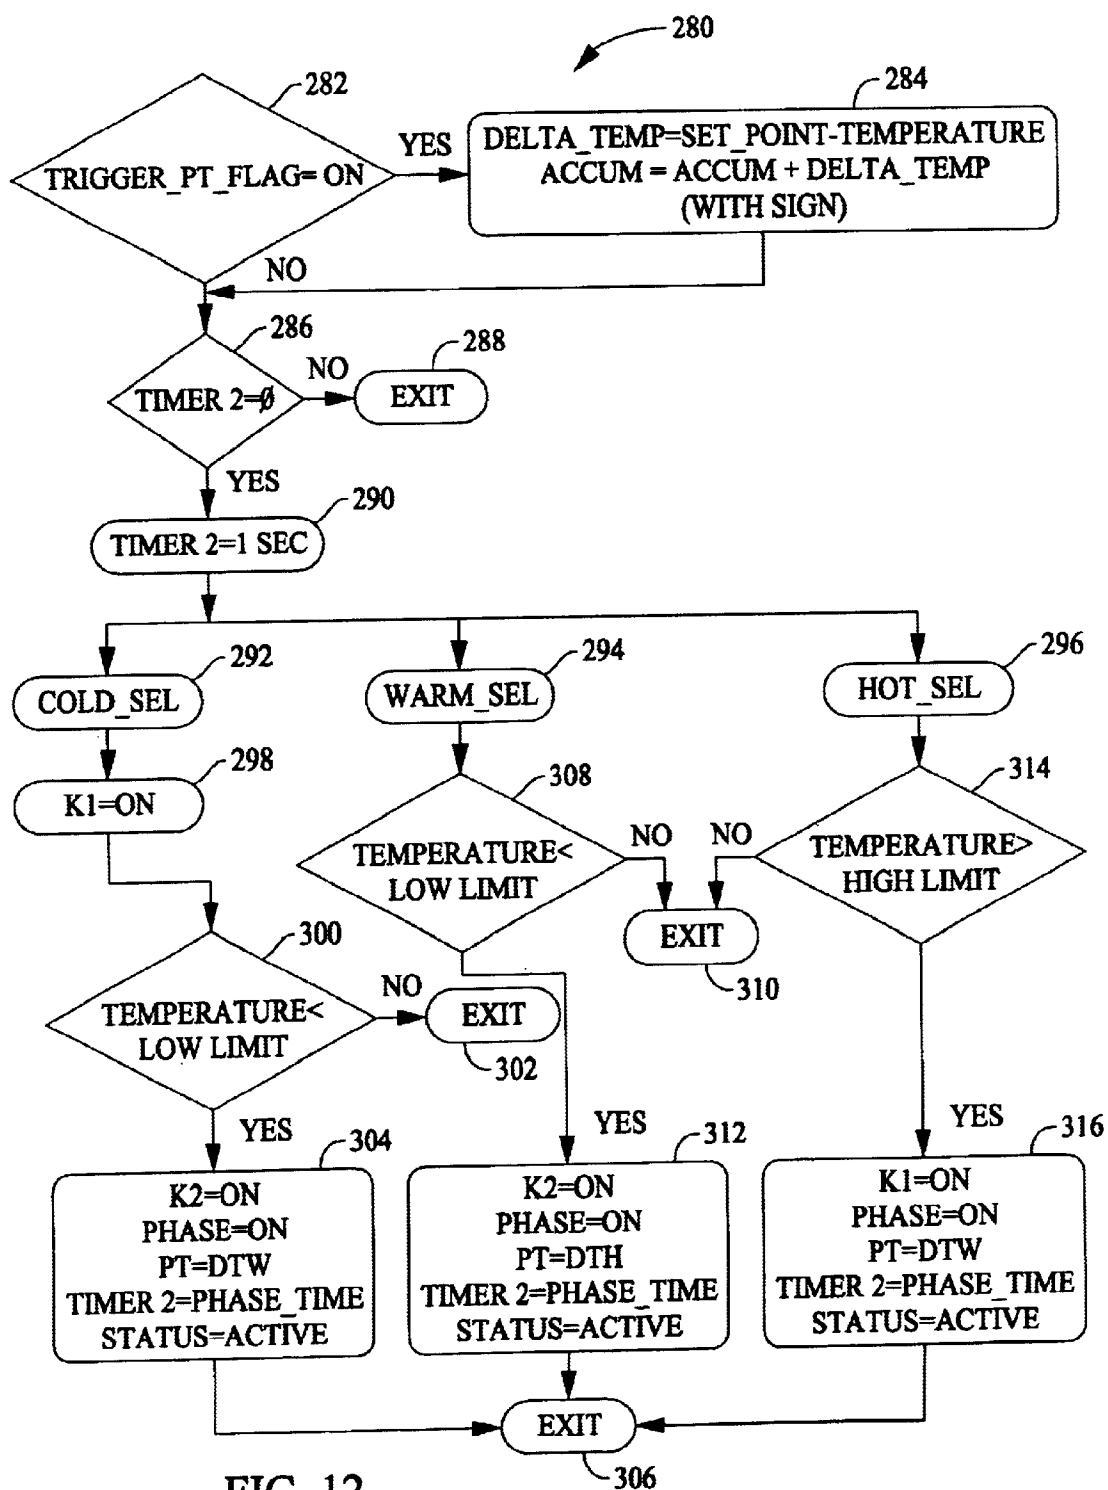 280
282
284
TRIGGER_PT_FLAG= ON
YES
DELTA_TEMP=SET_POINT-TEMPERATURE
ACCUM = ACCUM + DELTA_TEMP
(WITH SIGN)
NO
286
288
TIMER 2=Ø
NO
EXIT
YES
290
TIMER 2=1 SEC
292
294
296
COLD_SEL
WARM_SEL
HOT_SEL
298
K1=ON
308
314
TEMPERATURE<
LOW LIMIT
NO
NO
TEMPERATURE>
HIGH LIMIT
EXIT
310
300
TEMPERATURE<
LOW LIMIT
NO
EXIT
302
YES
YES
YES
304
312
316
K2=ON
PHASE=ON
PT=DTW
TIMER 2=PHASE_TIME
STATUS=ACTIVE
K2=ON
PHASE=ON
PT=DTH
TIMER 2=PHASE_TIME
STATUS=ACTIVE
K1=ON
PHASE=ON
PT=DTW
TIMER 2=PHASE_TIME
STATUS=ACTIVE
EXIT
306
FIG. 12